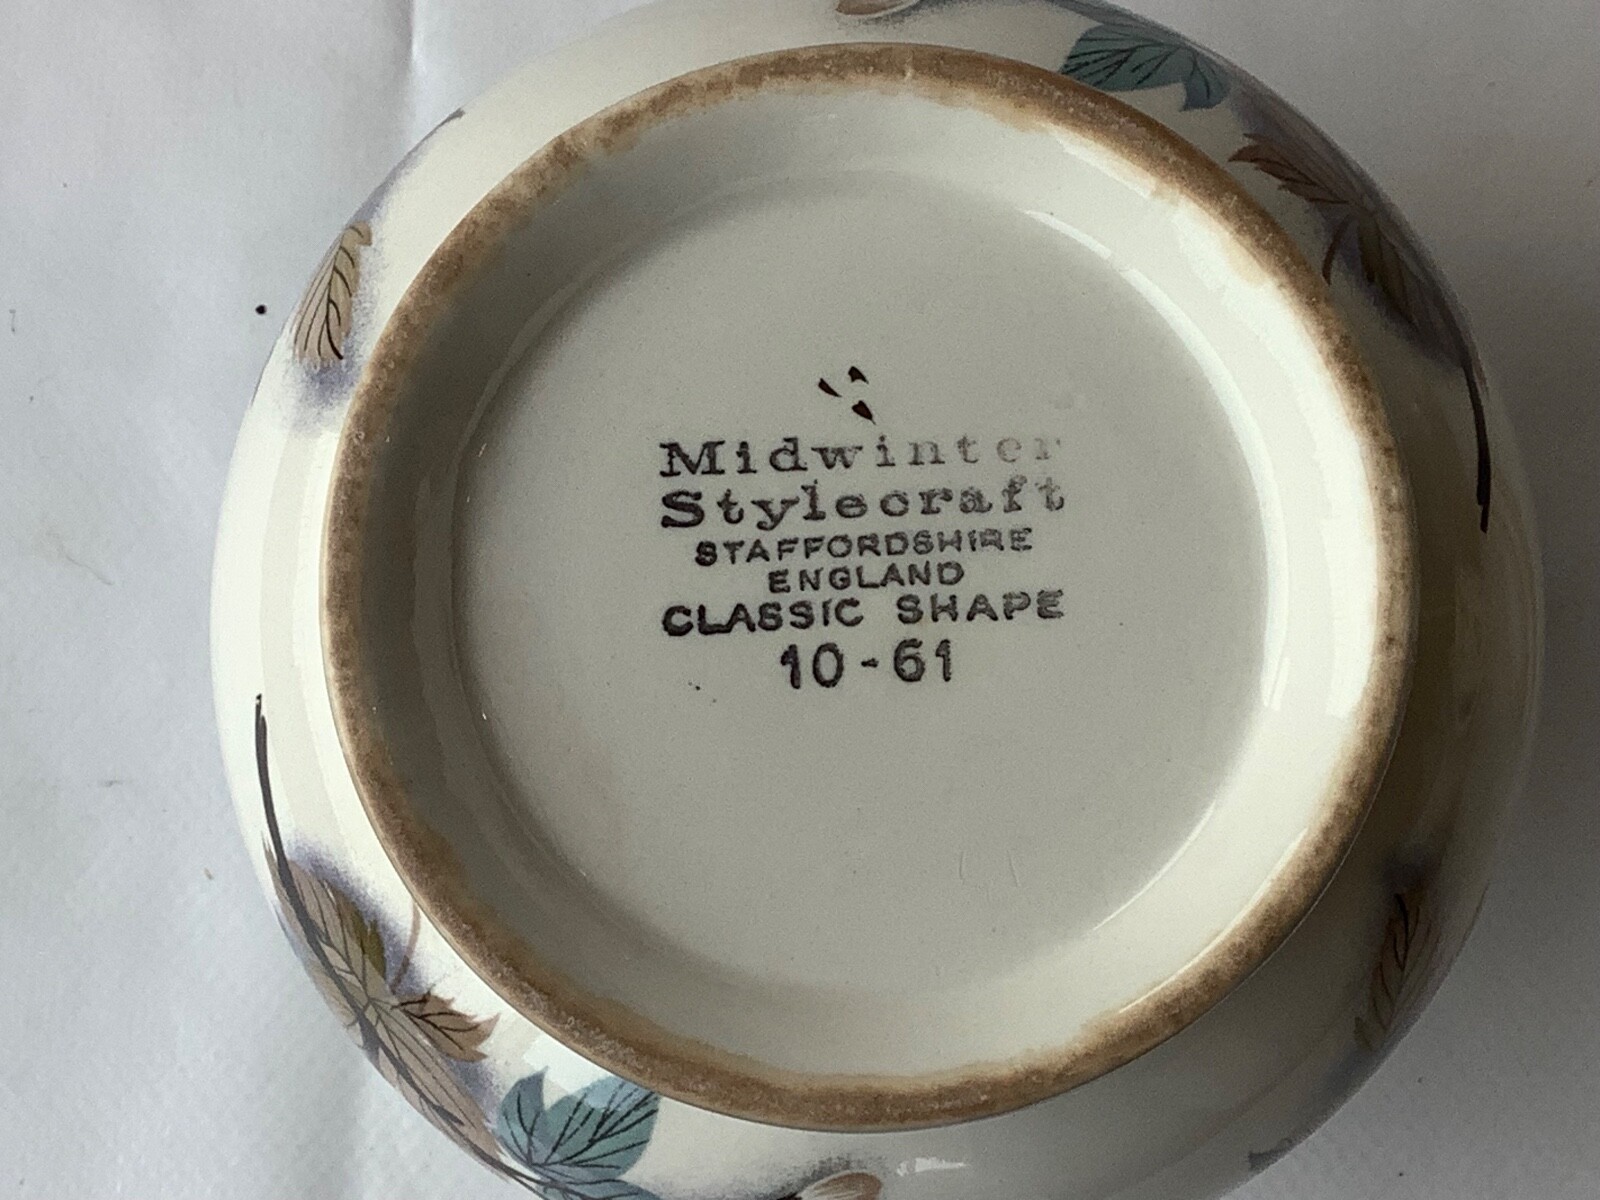 Midwinter
Stylecraft
STAFFORDSHIRE
ENGLAND
CLASSIC SHAPE
10-61